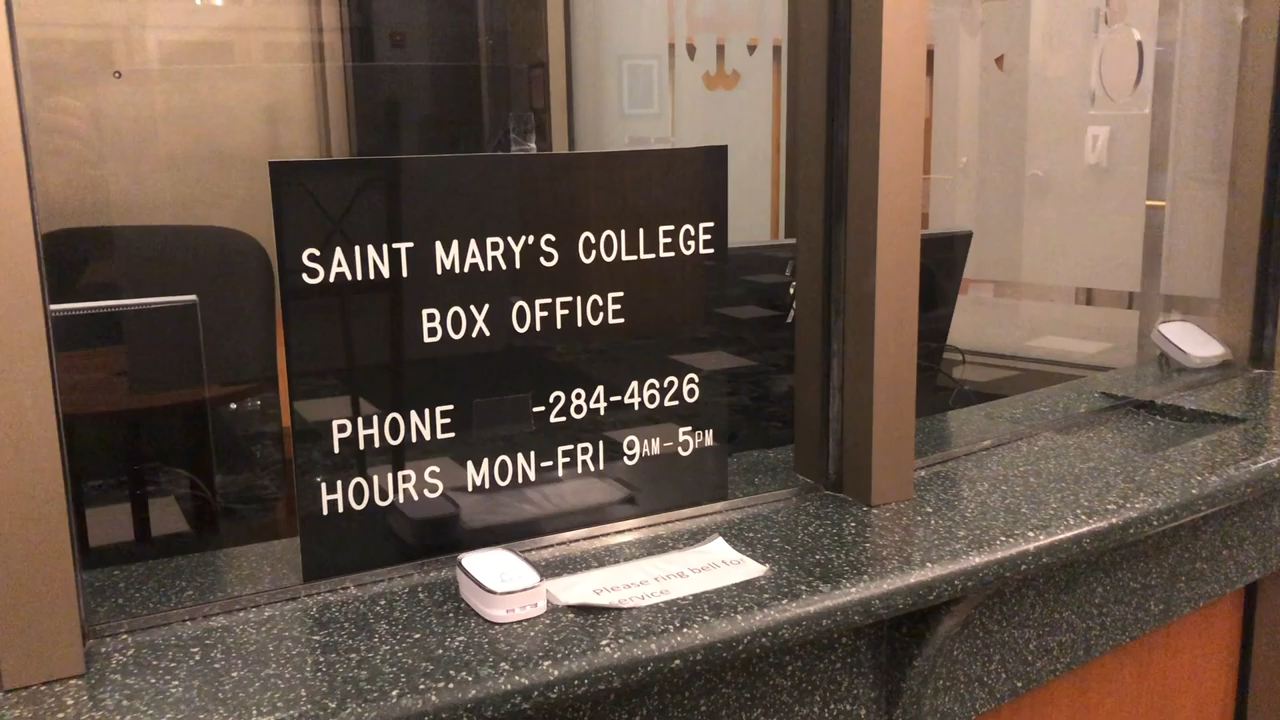 SAINT MARY'S COLLEGE
BOX OFFICE
PHONE -284-4626
HOURS MON-FRI 9AM-5PM
Please ring bell for
service